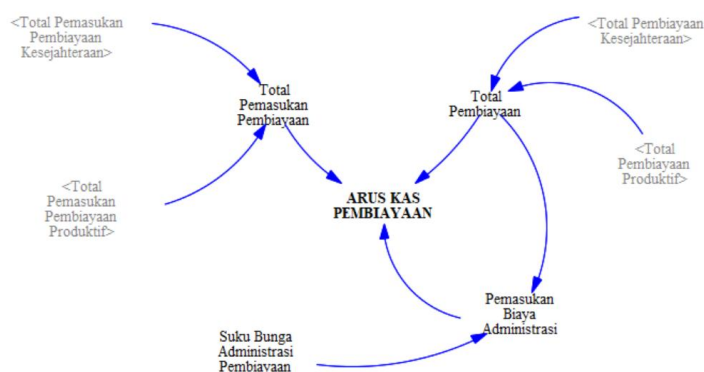 <Total Pemasukan
Pembiayaan
Kesejahteraan>
<Total Pembiayaan
Kesejahteraan>
Total
Pemasukan
Pembiayaan
Total
Pembiayaan
<Total
Pembiayaan
Produktif>
<Total
Pemasukan
Pembiayaan
Produktif>
ARUS KAS
PEMBIAYAAN
Pemasukan
Biaya
Administrasi
Suku Bunga
Administrasi
Pembiayaan